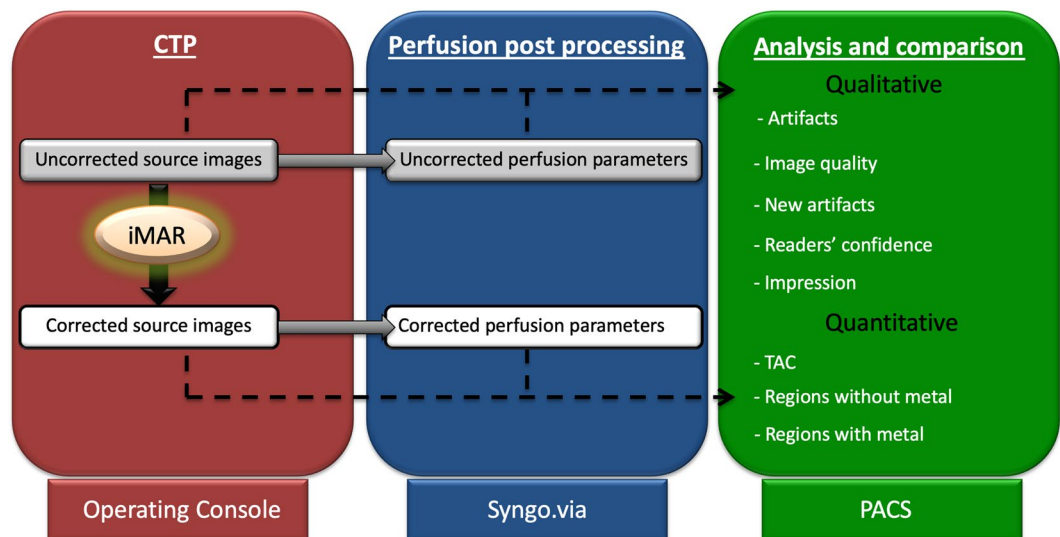 CTP
Uncorrected source images
iMAR
Corrected source images
Operating Console
Perfusion post processing
Uncorrected perfusion parameters
Corrected perfusion parameters
Syngo.via
Analysis and comparison
Qualitative
- Artifacts
- Image quality
- New artifacts
- Readers’ confidence
- Impression
Quantitative
- TAC
- Regions without metal
- Regions with metal
PACS